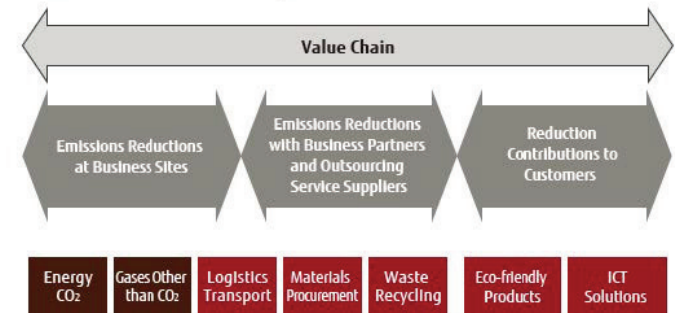 Value Chain
Emissions Reductions
at Business Sites
Emissions Reductions
with Business Partners
and Outsourcing
Service Suppliers
Reduction
Contributions to
Customers
Energy
CO₂
Gases Other
than CO₂
Logistics
Transport
Materials
Procurement
Waste
Recycling
Eco-friendly
Products
ICT
Solutions